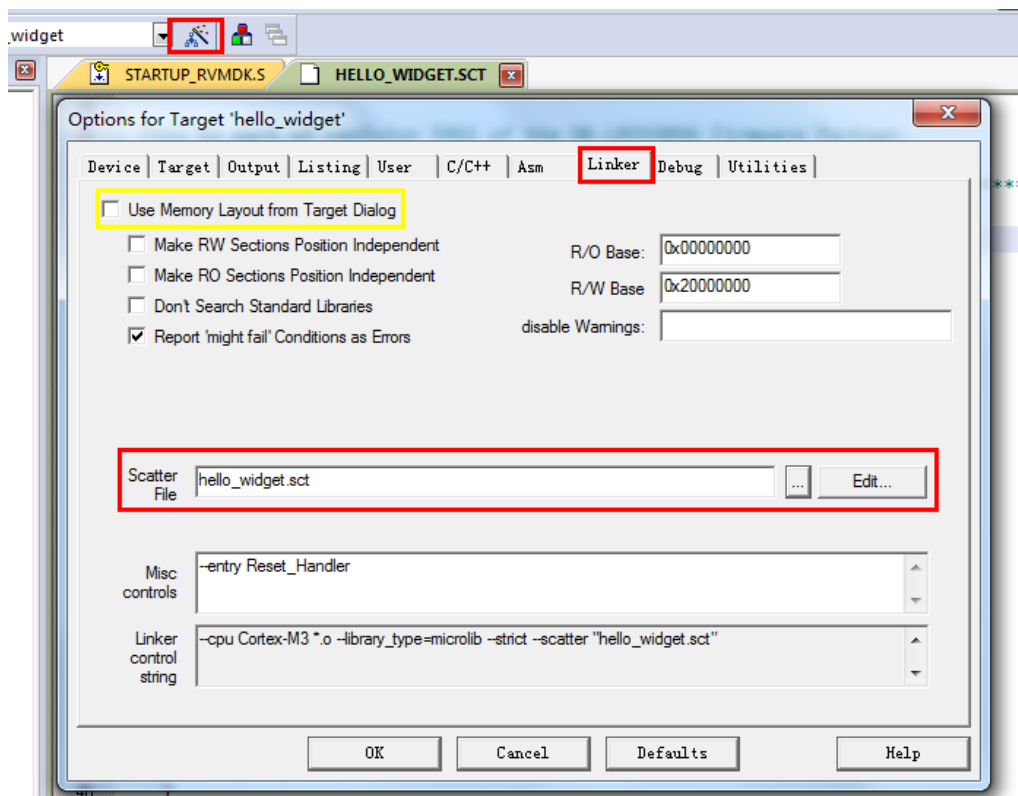 _widget
STARTUP_RVMDK.S
HELLO_WIDGET.SCT
Options for Target 'hello_widget'
Device Target Output Listing User C/C++ Asm Linker Debug Utilities
Use Memory Layout from Target Dialog
Make RW Sections Position Independent
Make RO Sections Position Independent
Don't Search Standard Libraries
Report 'might fail' Conditions as Errors
R/O Base: 0x00000000
R/W Base 0x20000000
disable Warnings:
Scatter File
hello_widget.sct
...
Edit...
Misc controls
--entry Reset_Handler
Linker control string
--cpu Cortex-M3 *.o --library_type=microlib --strict --scatter "hello_widget.sct"
OK
Cancel
Defaults
Help